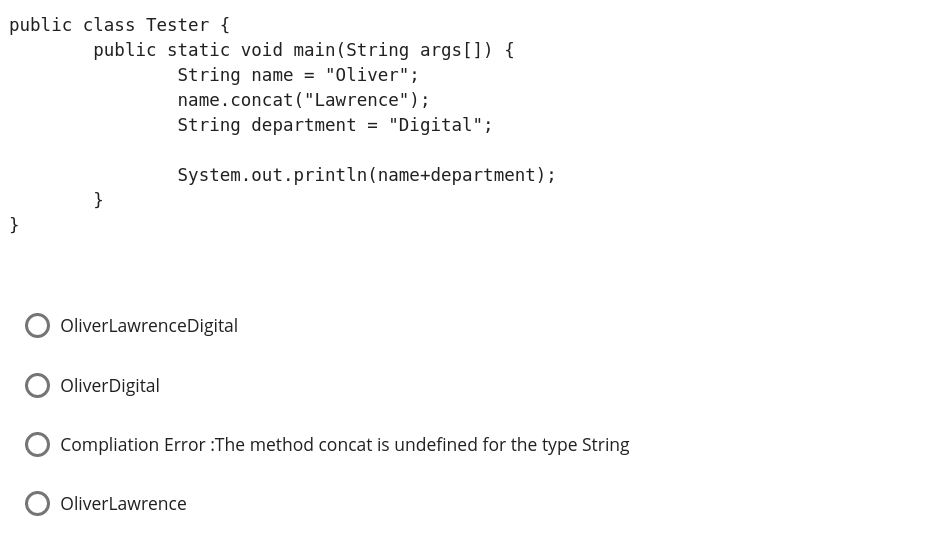 public class Tester {
        public static void main(String args[]) {
                String name = "Oliver";
                name.concat("Lawrence");
                String department = "Digital";
                System.out.println(name+department);
        }
}
OliverLawrenceDigital
OliverDigital
Compliation Error :The method concat is undefined for the type String
OliverLawrence